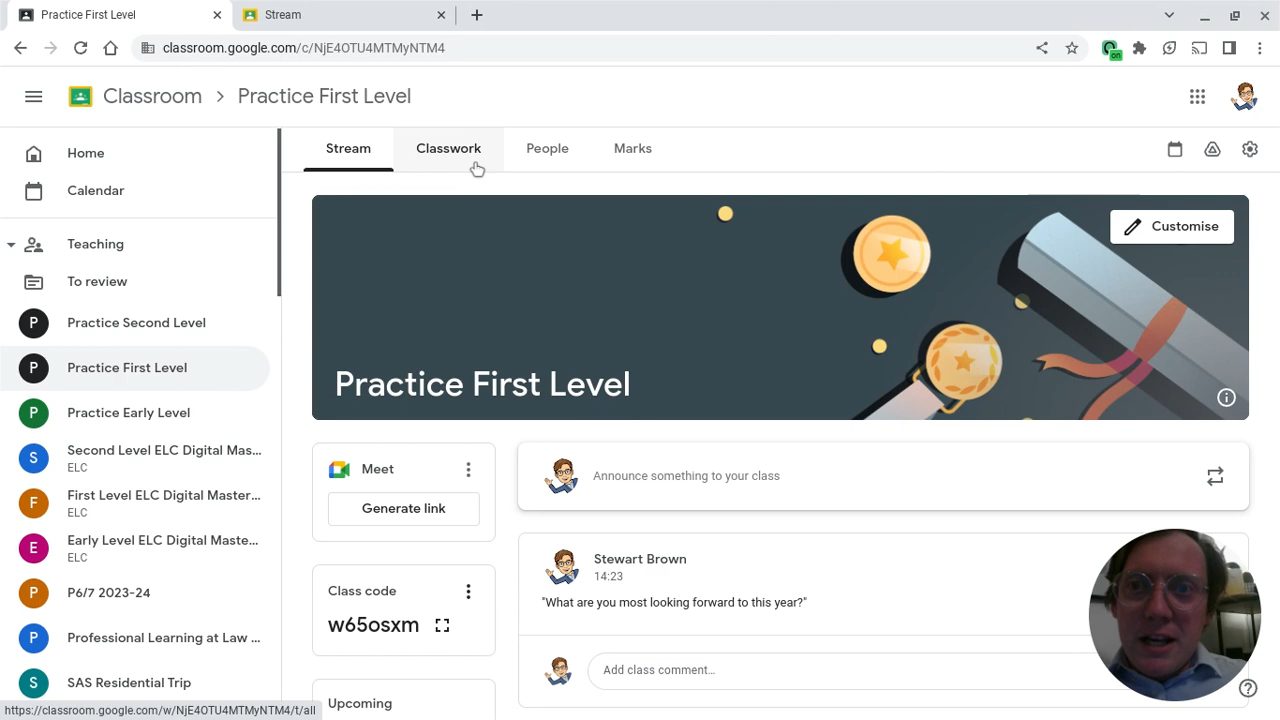 Practice First Level
Stream
classroom.google.com/c/NjE4OTU4MTMyNTM4
on
Classroom
Practice First Level
Home
Calendar
Teaching
To review
P
Practice Second Level
P
Practice First Level
P
Practice Early Level
S
Second Level ELC Digital Mas...
ELC
F
First Level ELC Digital Master...
ELC
E
Early Level ELC Digital Maste...
ELC
P
P6/7 2023-24
P
Professional Learning at Law ...
S
SAS Residential Trip
https://classroom.google.com/w/NjE4OTU4MTMyNTM4/t/all
Stream
Classwork
People
Marks
Customise
Practice First Level
Meet
Generate link
Class code
w65osxm
Upcoming
Announce something to your class
Stewart Brown
14:23
"What are you most looking forward to this year?"
Add class comment...